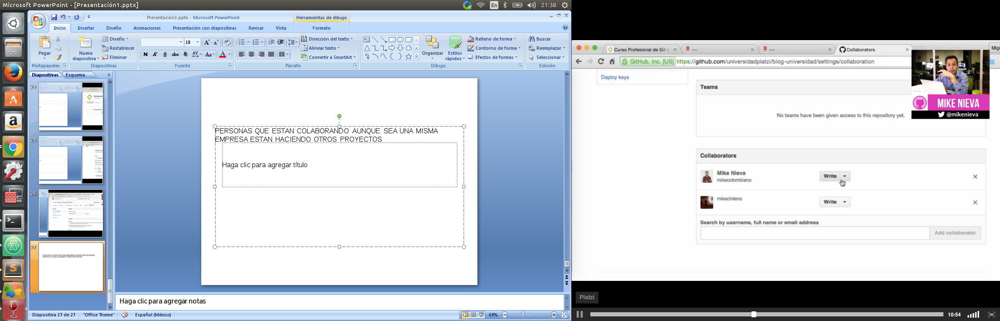 Microsoft PowerPoint - [Presentación1.pptx]
En
21:38
Presentación1.pptx - Microsoft PowerPoint
Herramientas de dibujo
Inicio
Insertar
Diseño
Animaciones
Presentación con diapositivas
Revisar
Vista
Formato
Pegar
Portapapeles
Nueva
diapositiva
Diseño
Restablecer
Eliminar
Diapositivas
18
Fuente
Dirección del texto
Alinear texto
Convertir a SmartArt
Párrafo
Organizar
Estilos
rápidos
Relleno de forma
Contorno de forma
Efectos de formas
Dibujo
Buscar
Reemplazar
Seleccionar
Edición
Diapositivas
Esquema
24
25
26
27
PERSONAS QUE ESTAN COLABORANDO AUNQUE SEA UNA MISMA
EMPRESA ESTAN HACIENDO OTROS PROYECTOS
PERSONAS QUE ESTAN COLABORANDO AUNQUE SEA UNA MISMA
EMPRESA ESTAN HACIENDO OTROS PROYECTOS
Haga clic para agregar título
Haga clic para agregar notas
Diapositiva 27 de 27
"Office Theme"
Español (México)
69%
Curso Profesional de Git y
---
---
Collaborators
Migu
GitHub, Inc. [US] https://github.com/universidadplatzi/blog-universidad/settings/collaboration
Deploy keys
Teams
No teams have been given access to this repository yet.
MIKE NIEVA
@mikenieva
Collaborators
Mike Nieva
mikecolombiano
Write
mikechileno
Write
Search by username, full name or email address
Add collaborator
Platzi
10:54